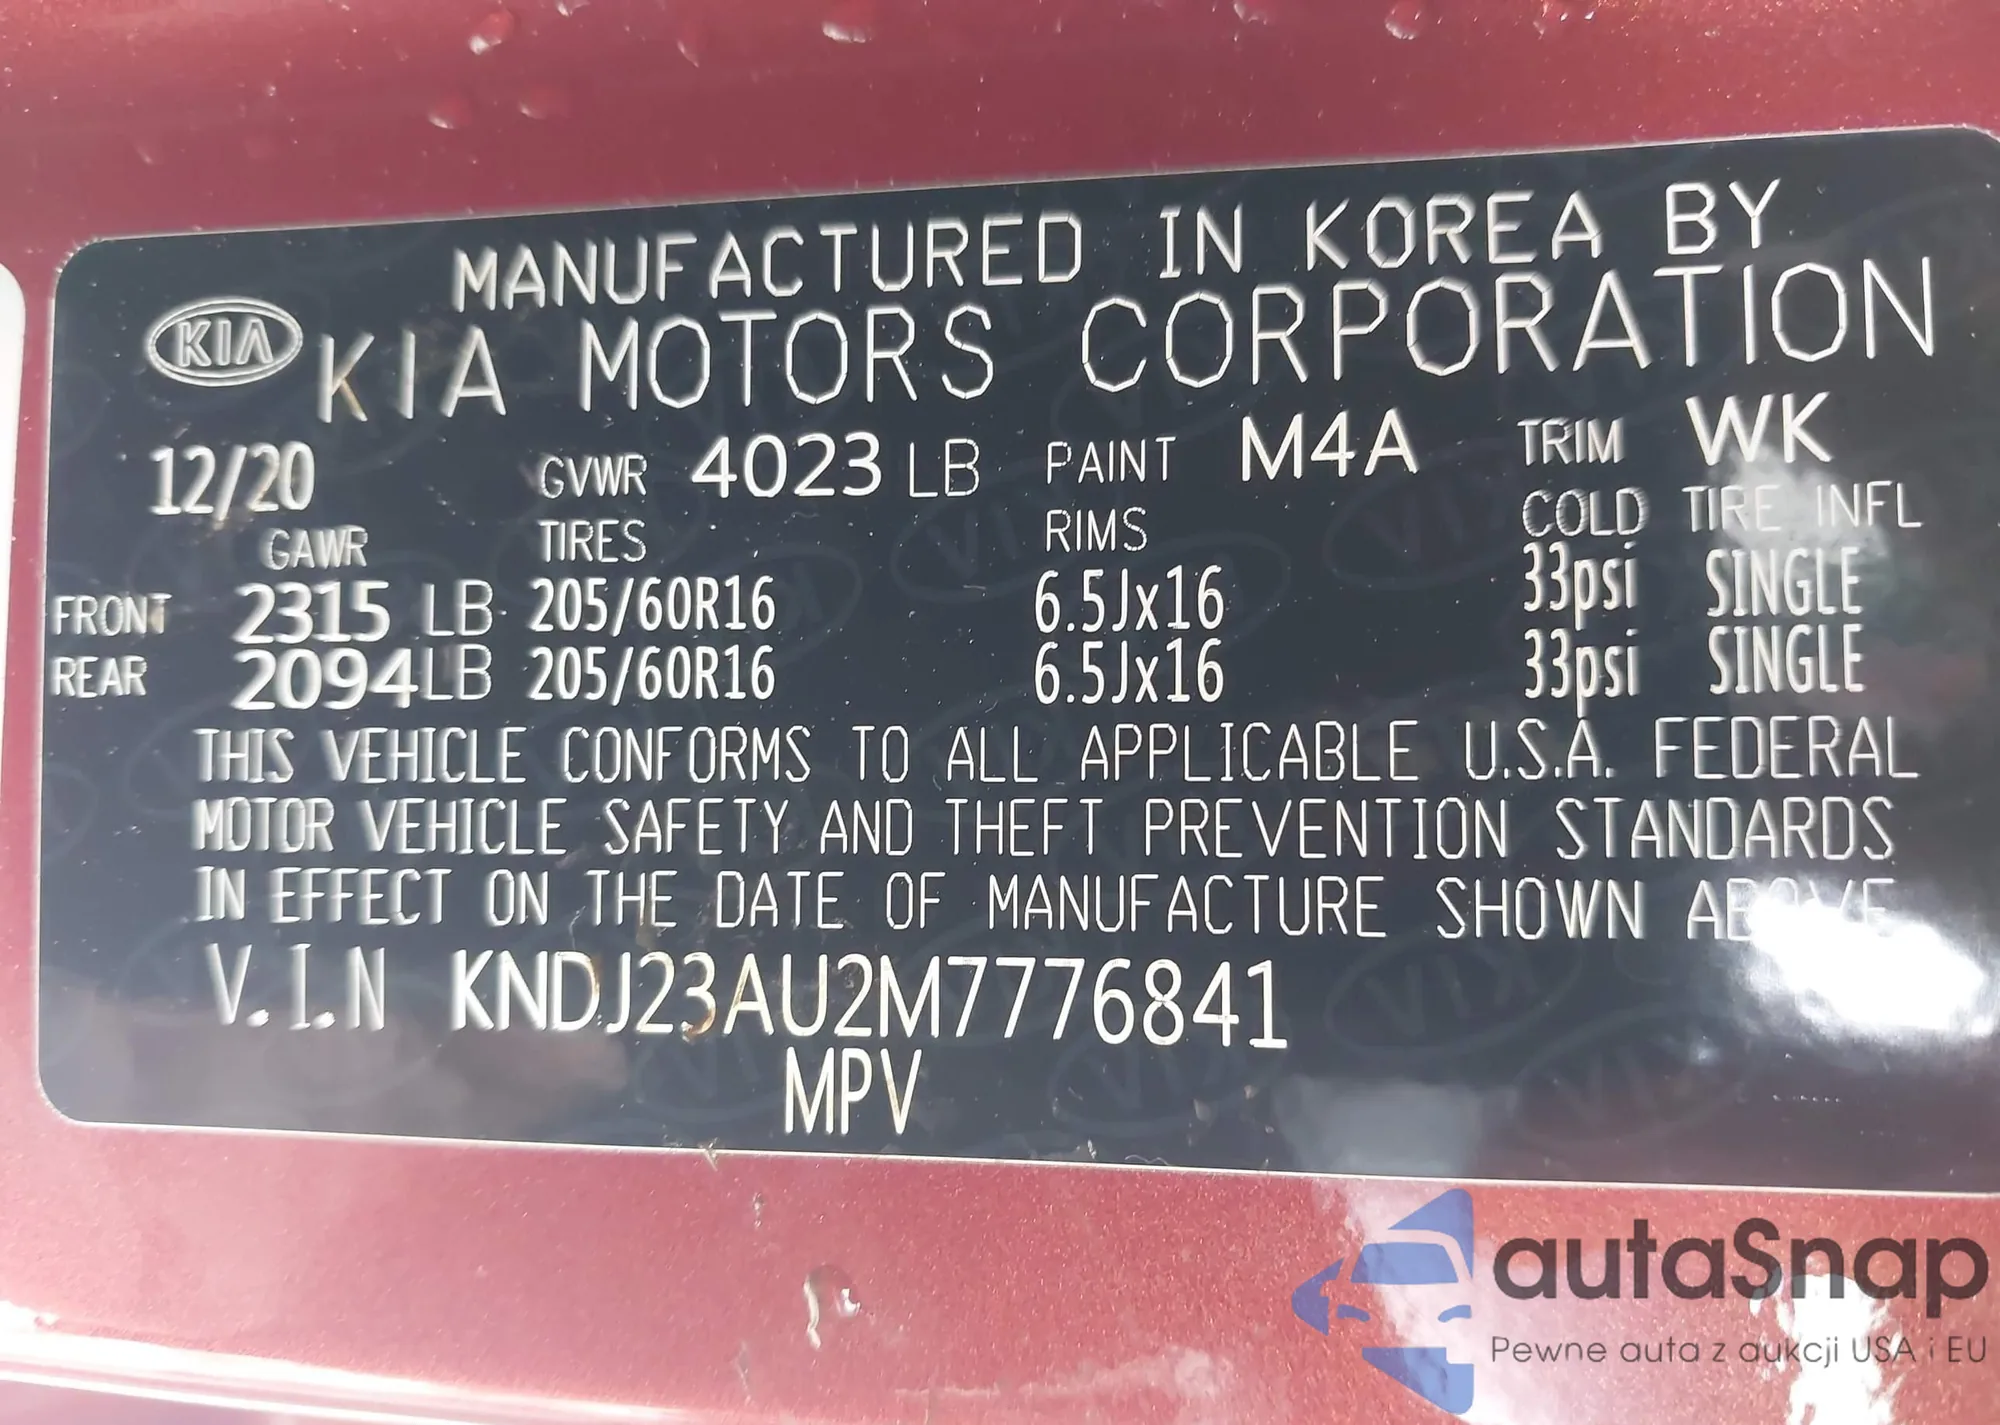 MANUFACTURED IN KOREA BY
KIA KIA MOTORS CORPORATION
12/20 GVWR 4023 LB PAINT M4A TRIM WK
GAWR TIRES RIMS COLD TIRE INFL
FRONT 2315 LB 205/60R16 6.5Jx16 33psi SINGLE
REAR 2094 LB 205/60R16 6.5Jx16 33psi SINGLE
THIS VEHICLE CONFORMS TO ALL APPLICABLE U.S.A. FEDERAL
MOTOR VEHICLE SAFETY AND THEFT PREVENTION STANDARDS
IN EFFECT ON THE DATE OF MANUFACTURE SHOWN ABOVE
V.I.N KNDJ23AU2M7776841
MPV
autaSnap
Pewne auta z aukcji USA i EU